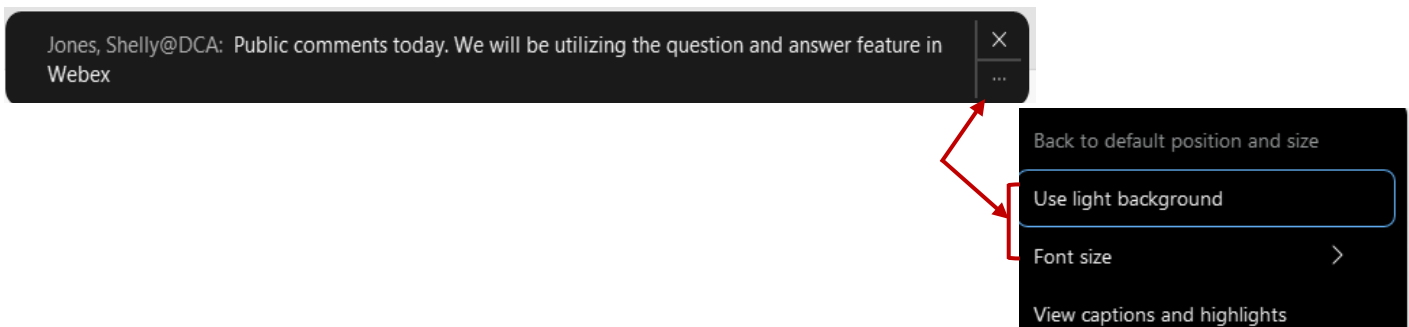 Jones, Shelly@DCA: Public comments today. We will be utilizing the question and answer feature in
Webex
...
Back to default position and size
Use light background
Font size
View captions and highlights